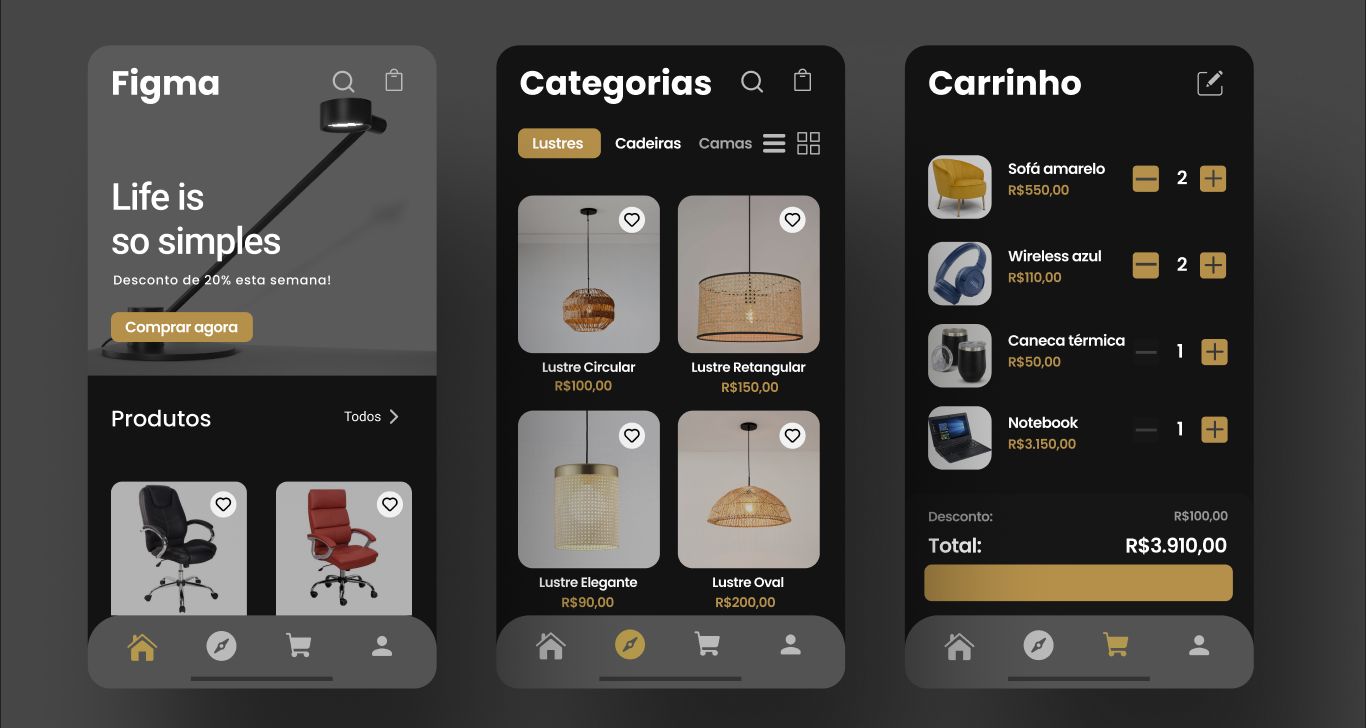 Figma
Life is
so simples
Desconto de 20% esta semana!
Comprar agora
Produtos
Todos
Categorias
Lustres
Cadeiras
Camas
Lustre Circular
R$100,00
Lustre Retangular
R$150,00
Lustre Elegante
R$90,00
Lustre Oval
R$200,00
Carrinho
Sofá amarelo
R$550,00
2
Wireless azul
R$110,00
2
Caneca térmica
R$50,00
1
Notebook
R$3.150,00
1
Desconto:
R$100,00
Total:
R$3.910,00